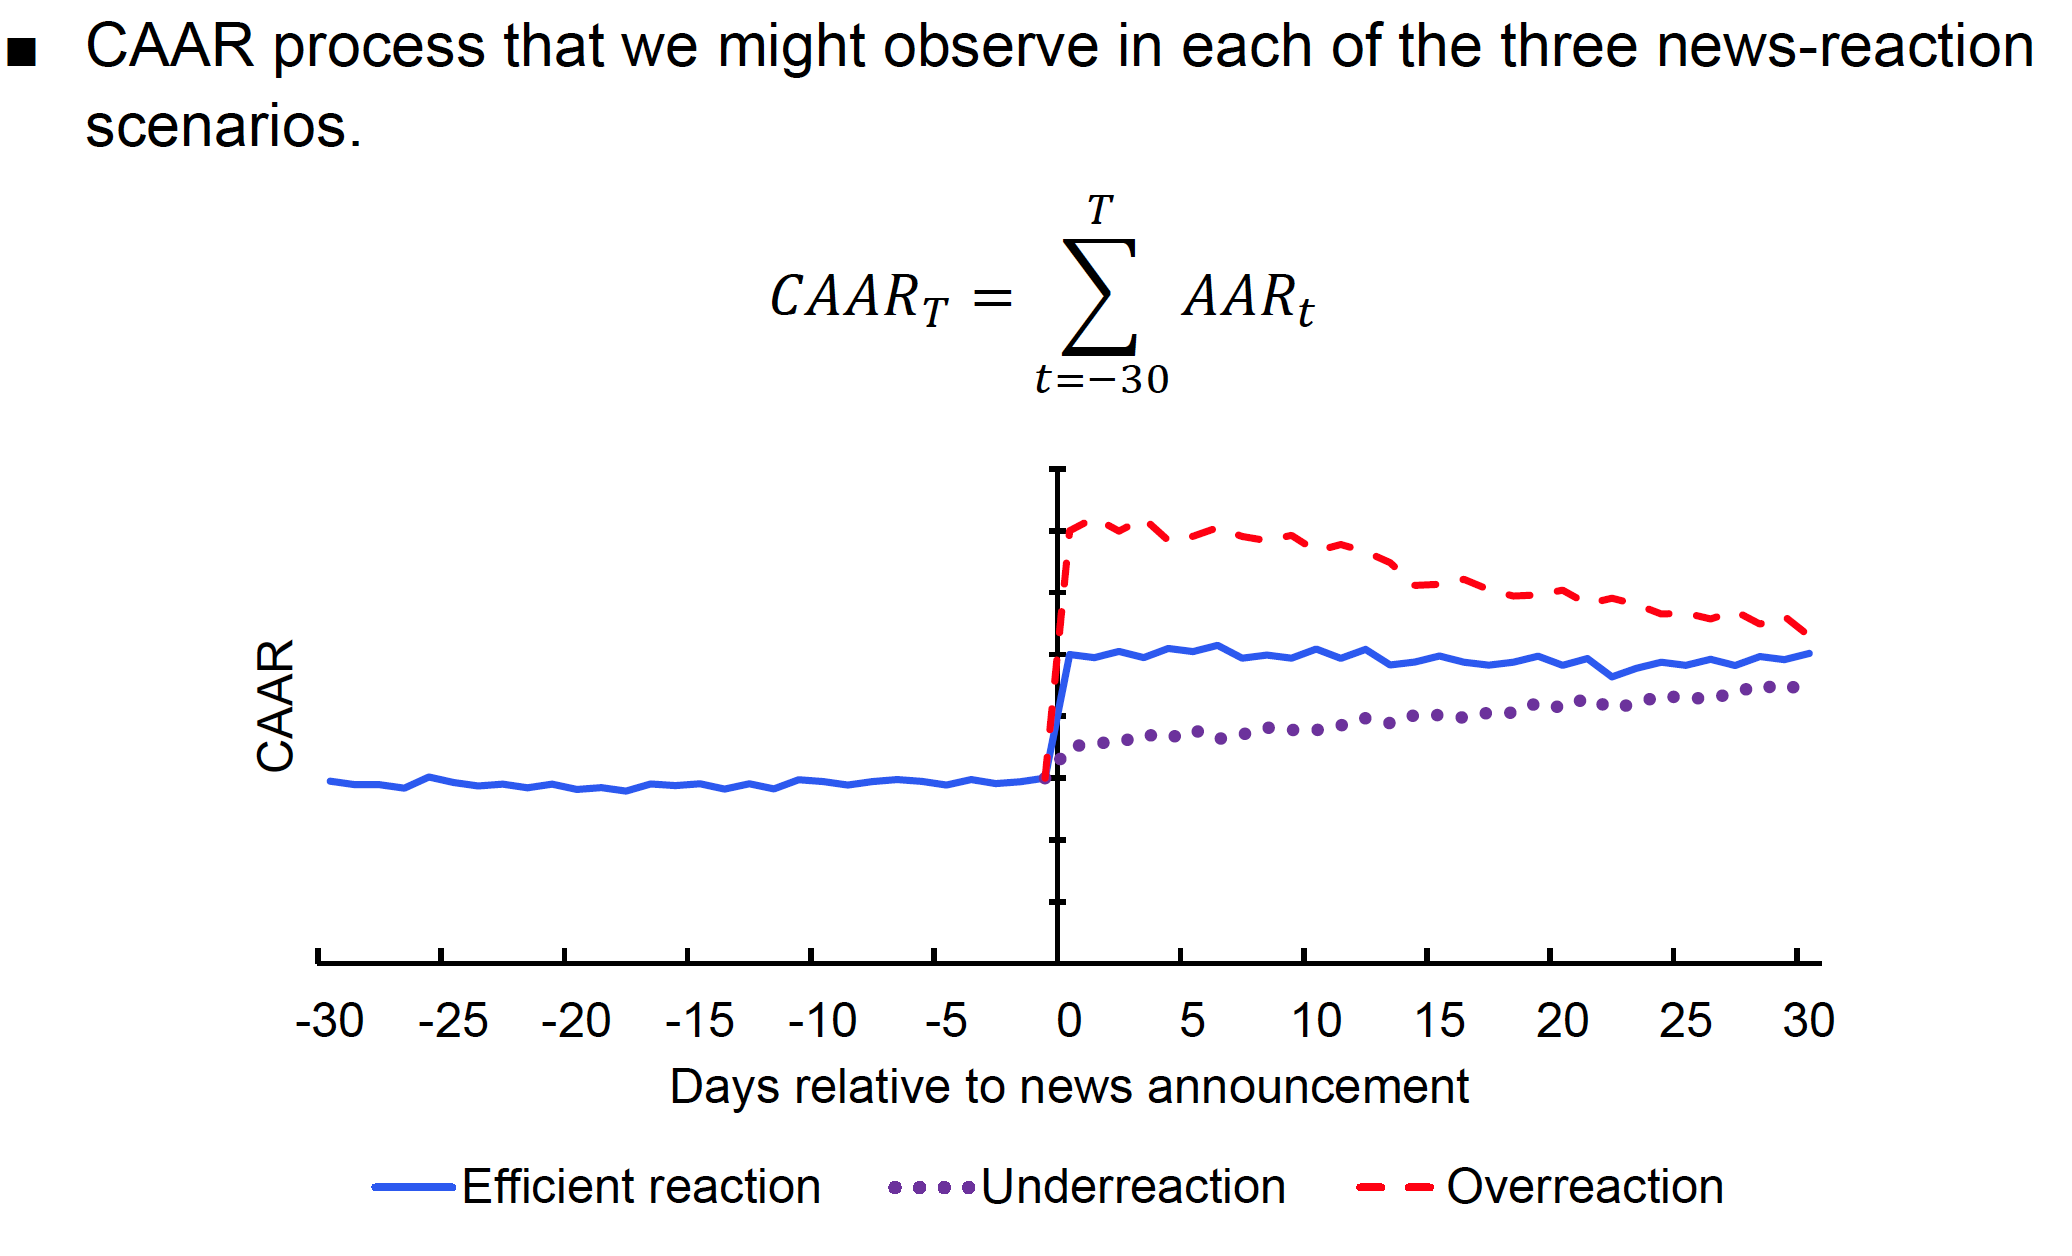 ■ CAAR process that we might observe in each of the three news-reaction
scenarios.
T
CAAR_T = ∑ AAR_t
t=−30
CAAR
-30 -25 -20 -15 -10 -5 0 5 10 15 20 25 30
Days relative to news announcement
Efficient reaction Underreaction Overreaction